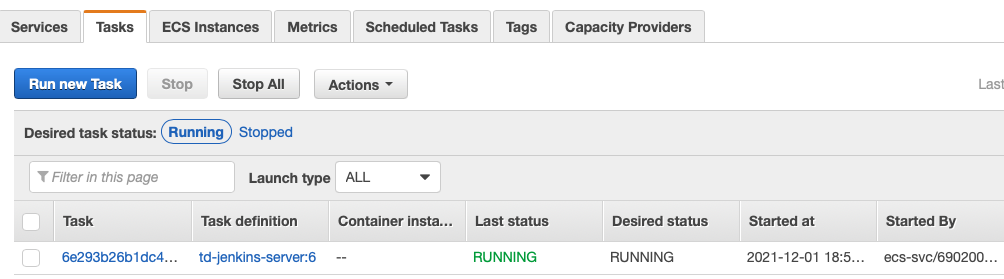 Services Tasks ECS Instances Metrics Scheduled Tasks Tags Capacity Providers
Run new Task Stop Stop All Actions Last
Desired task status: Running Stopped
Filter in this page Launch type ALL
Task Task definition Container insta... Last status Desired status Started at Started By
6e293b26b1dc4... td-jenkins-server:6 -- RUNNING RUNNING 2021-12-01 18:5... ecs-svc/690200...